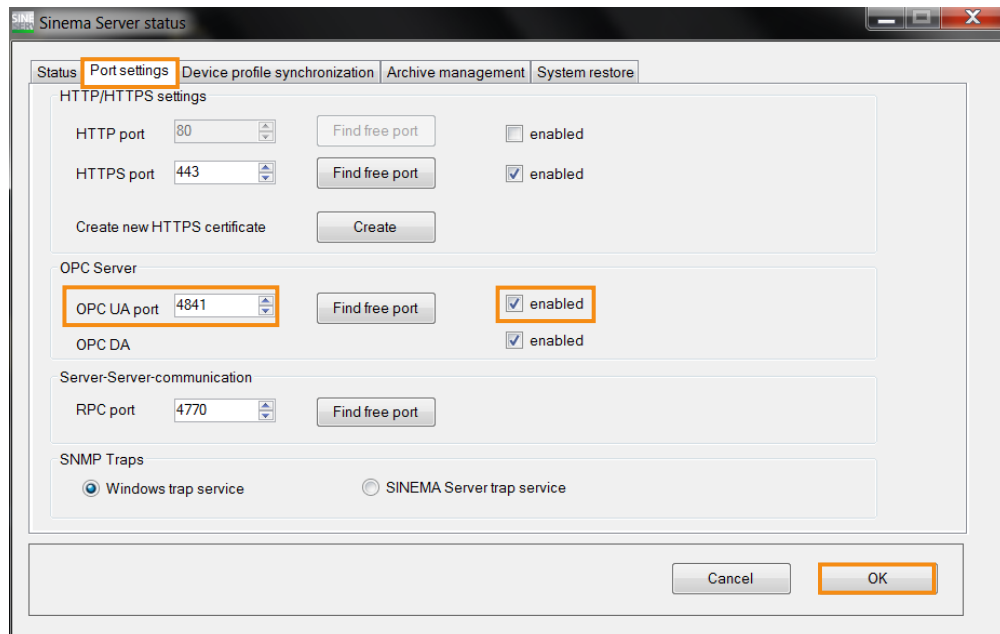 SINE
SERV
Sinema Server status
Status Port settings Device profile synchronization Archive management System restore
HTTP/HTTPS settings
HTTP port 80 Find free port enabled
HTTPS port 443 Find free port enabled
Create new HTTPS certificate Create
OPC Server
OPC UA port 4841 Find free port enabled
OPC DA enabled
Server-Server-communication
RPC port 4770 Find free port
SNMP Traps
Windows trap service SINEMA Server trap service
Cancel OK